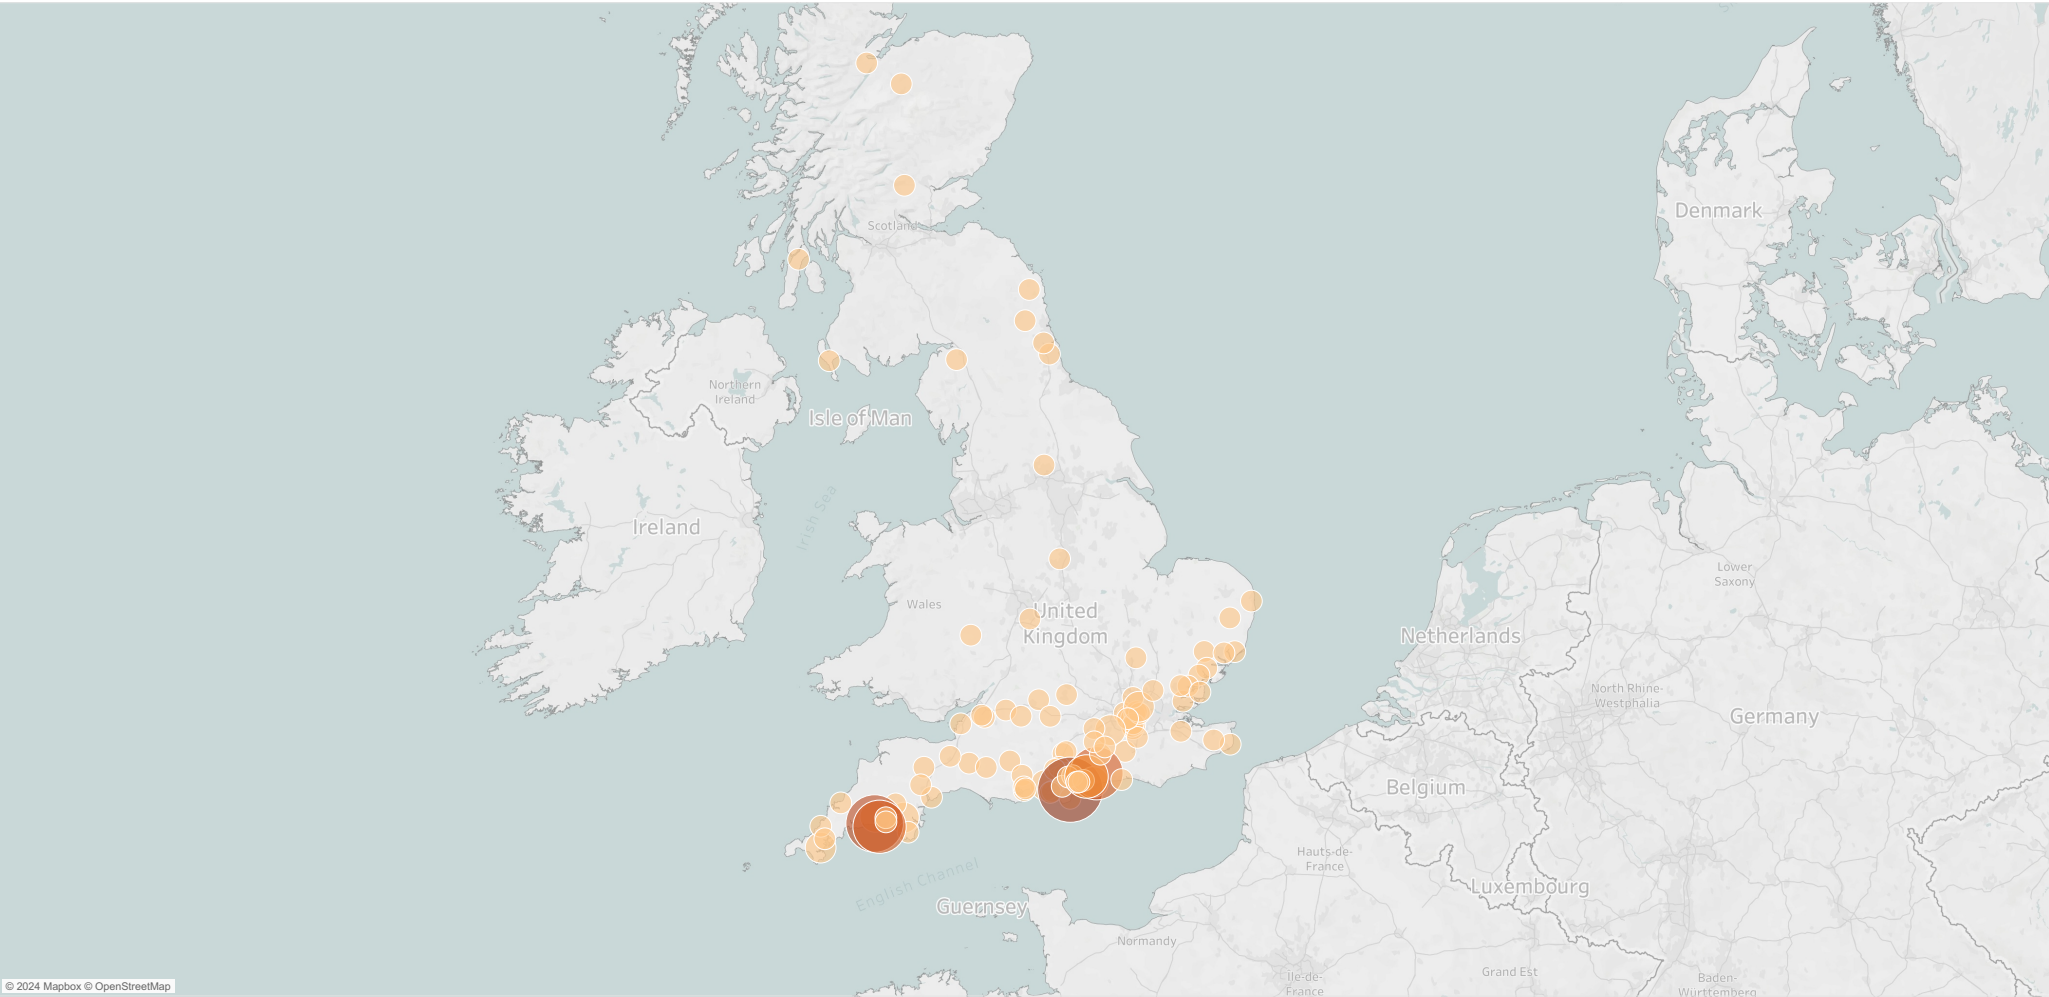 Scotland
Denmark
Northern
Ireland
Isle of Man
Irish Sea
Ireland
Lower
Saxony
Wales
United
Kingdom
Netherlands
North Rhine-
Westphalia
Germany
Belgium
Hauts-de-
France
English Channel
Luxembourg
Guernsey
Normandy
Île-de-
France
Grand Est
Baden-
Württemberg
© 2024 Mapbox © OpenStreetMap